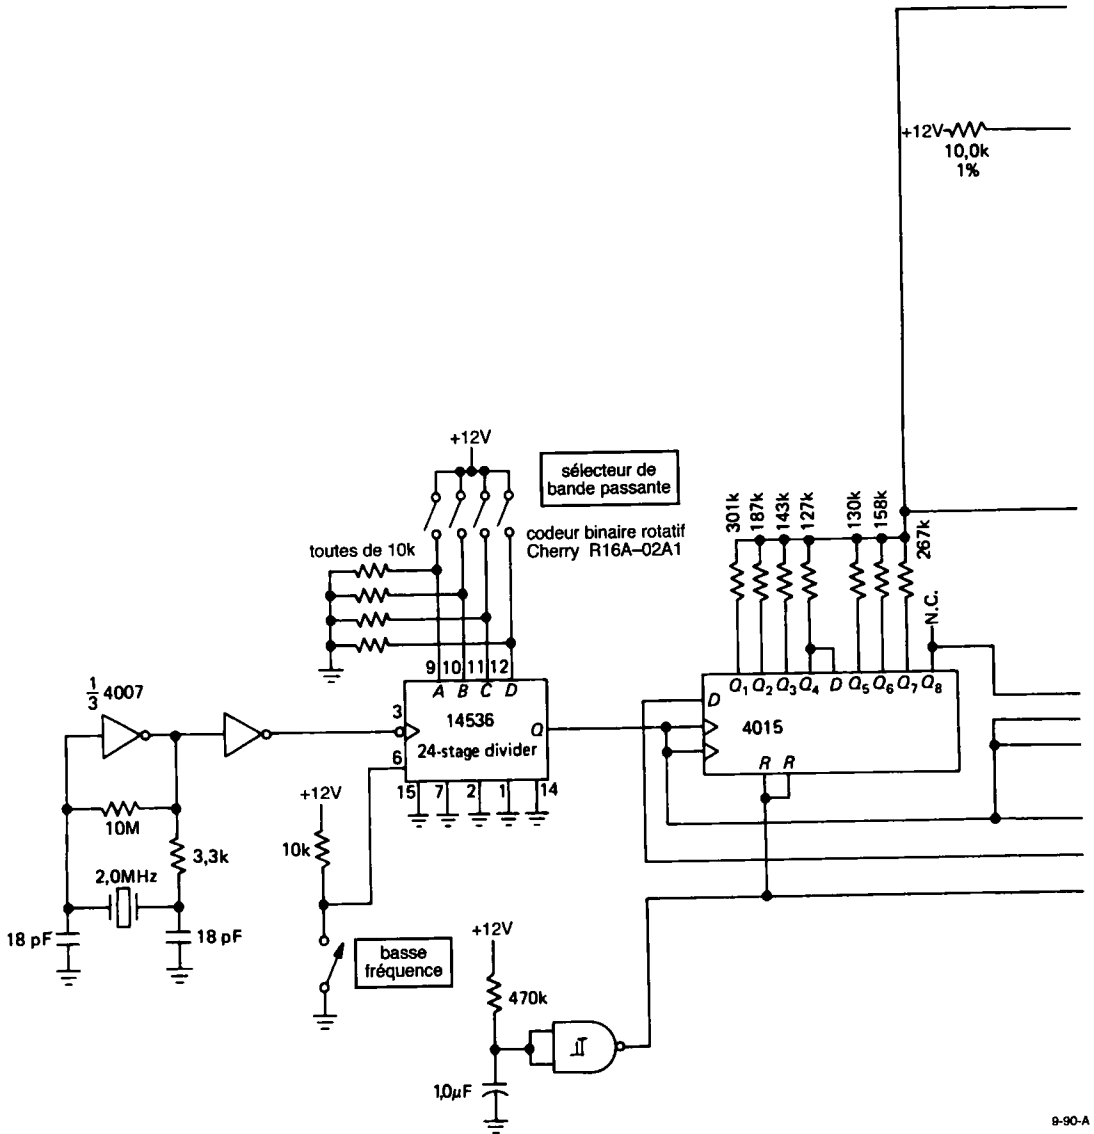 +12V
10,0k
1%
+12V
sélecteur de
bande passante
codeur binaire rotatif
Cherry R16A–02A1
toutes de 10k
301k
187k
143k
127k
130k
158k
267k
N.C.
9 10 11 12
A B C D
1/3 4007
3
14536
Q
24-stage divider
6
15 7 2 1 14
D
Q1 Q2 Q3 Q4 D Q5 Q6 Q7 Q8
4015
R R
+12V
10k
10M
3,3k
2,0MHz
18 pF
18 pF
basse
fréquence
+12V
470k
1,0µF
9-90-A